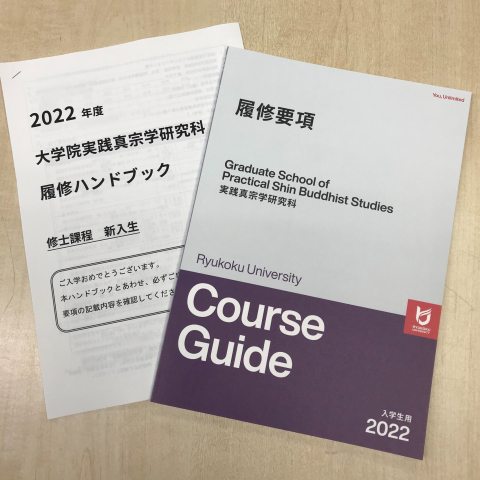 2022 年度
大学院実践真宗学研究科
履修ハンドブック
修士課程 新入生
ご入学おめでとうございます。
本ハンドブックとあわせ、必ずご
要項の記載内容を確認してくださ
You, Unlimited
履修要項
Graduate School of
Practical Shin Buddhist Studies
実践真宗学研究科
Ryukoku University
Course
Guide
RYUKOKU
UNIVERSITY
入学生用
2022